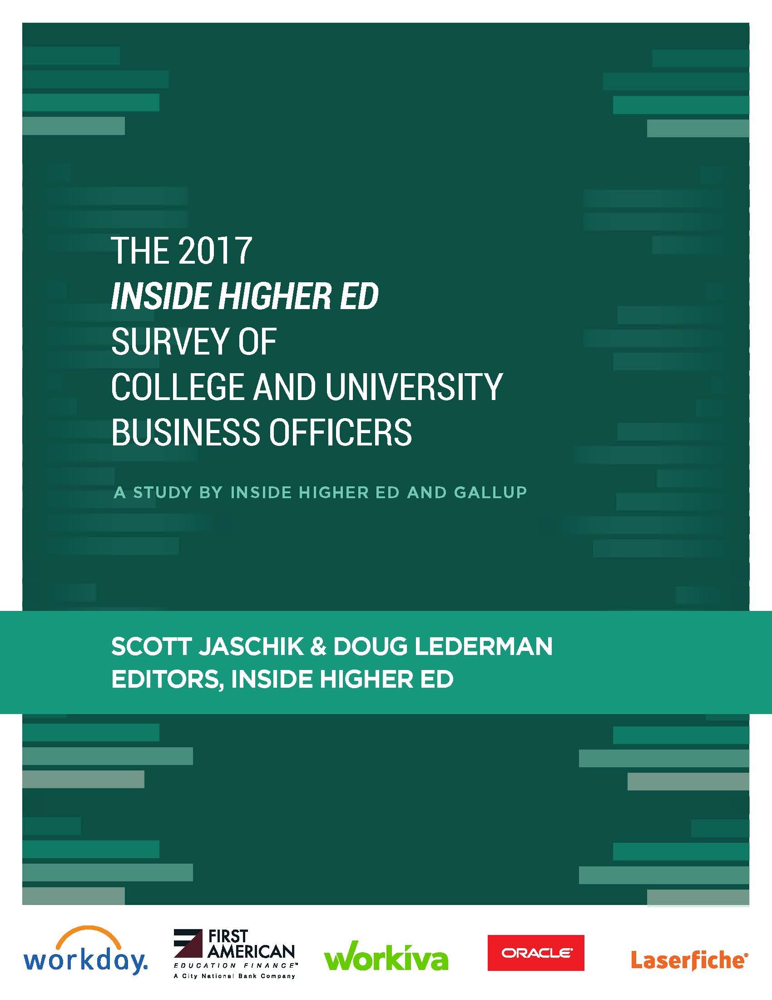 THE 2017
INSIDE HIGHER ED
SURVEY OF
COLLEGE AND UNIVERSITY
BUSINESS OFFICERS
A STUDY BY INSIDE HIGHER ED AND GALLUP
SCOTT JASCHIK & DOUG LEDERMAN
EDITORS, INSIDE HIGHER ED
workday.
FIRST
AMERICAN
EDUCATION FINANCE™
A City National Bank Company
workiva
ORACLE®
Laserfiche®